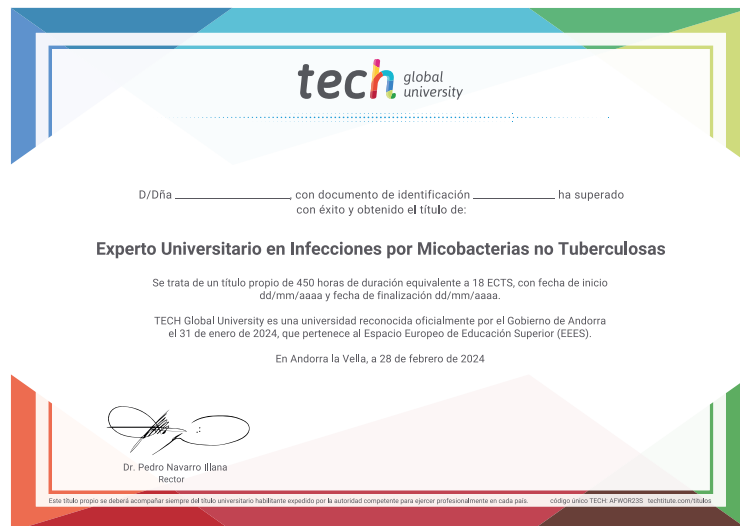 tech global university
D/Dña ____________________, con documento de identificación ______________ ha superado
con éxito y obtenido el título de:
Experto Universitario en Infecciones por Micobacterias no Tuberculosas
Se trata de un título propio de 450 horas de duración equivalente a 18 ECTS, con fecha de inicio
dd/mm/aaaa y fecha de finalización dd/mm/aaaa.
TECH Global University es una universidad reconocida oficialmente por el Gobierno de Andorra
el 31 de enero de 2024, que pertenece al Espacio Europeo de Educación Superior (EEES).
En Andorra la Vella, a 28 de febrero de 2024
Dr. Pedro Navarro Illana
Rector
Este título propio se deberá acompañar siempre del título universitario habilitante expedido por la autoridad competente para ejercer profesionalmente en cada país. código único TECH: AFWOR23S techtitute.com/titulos